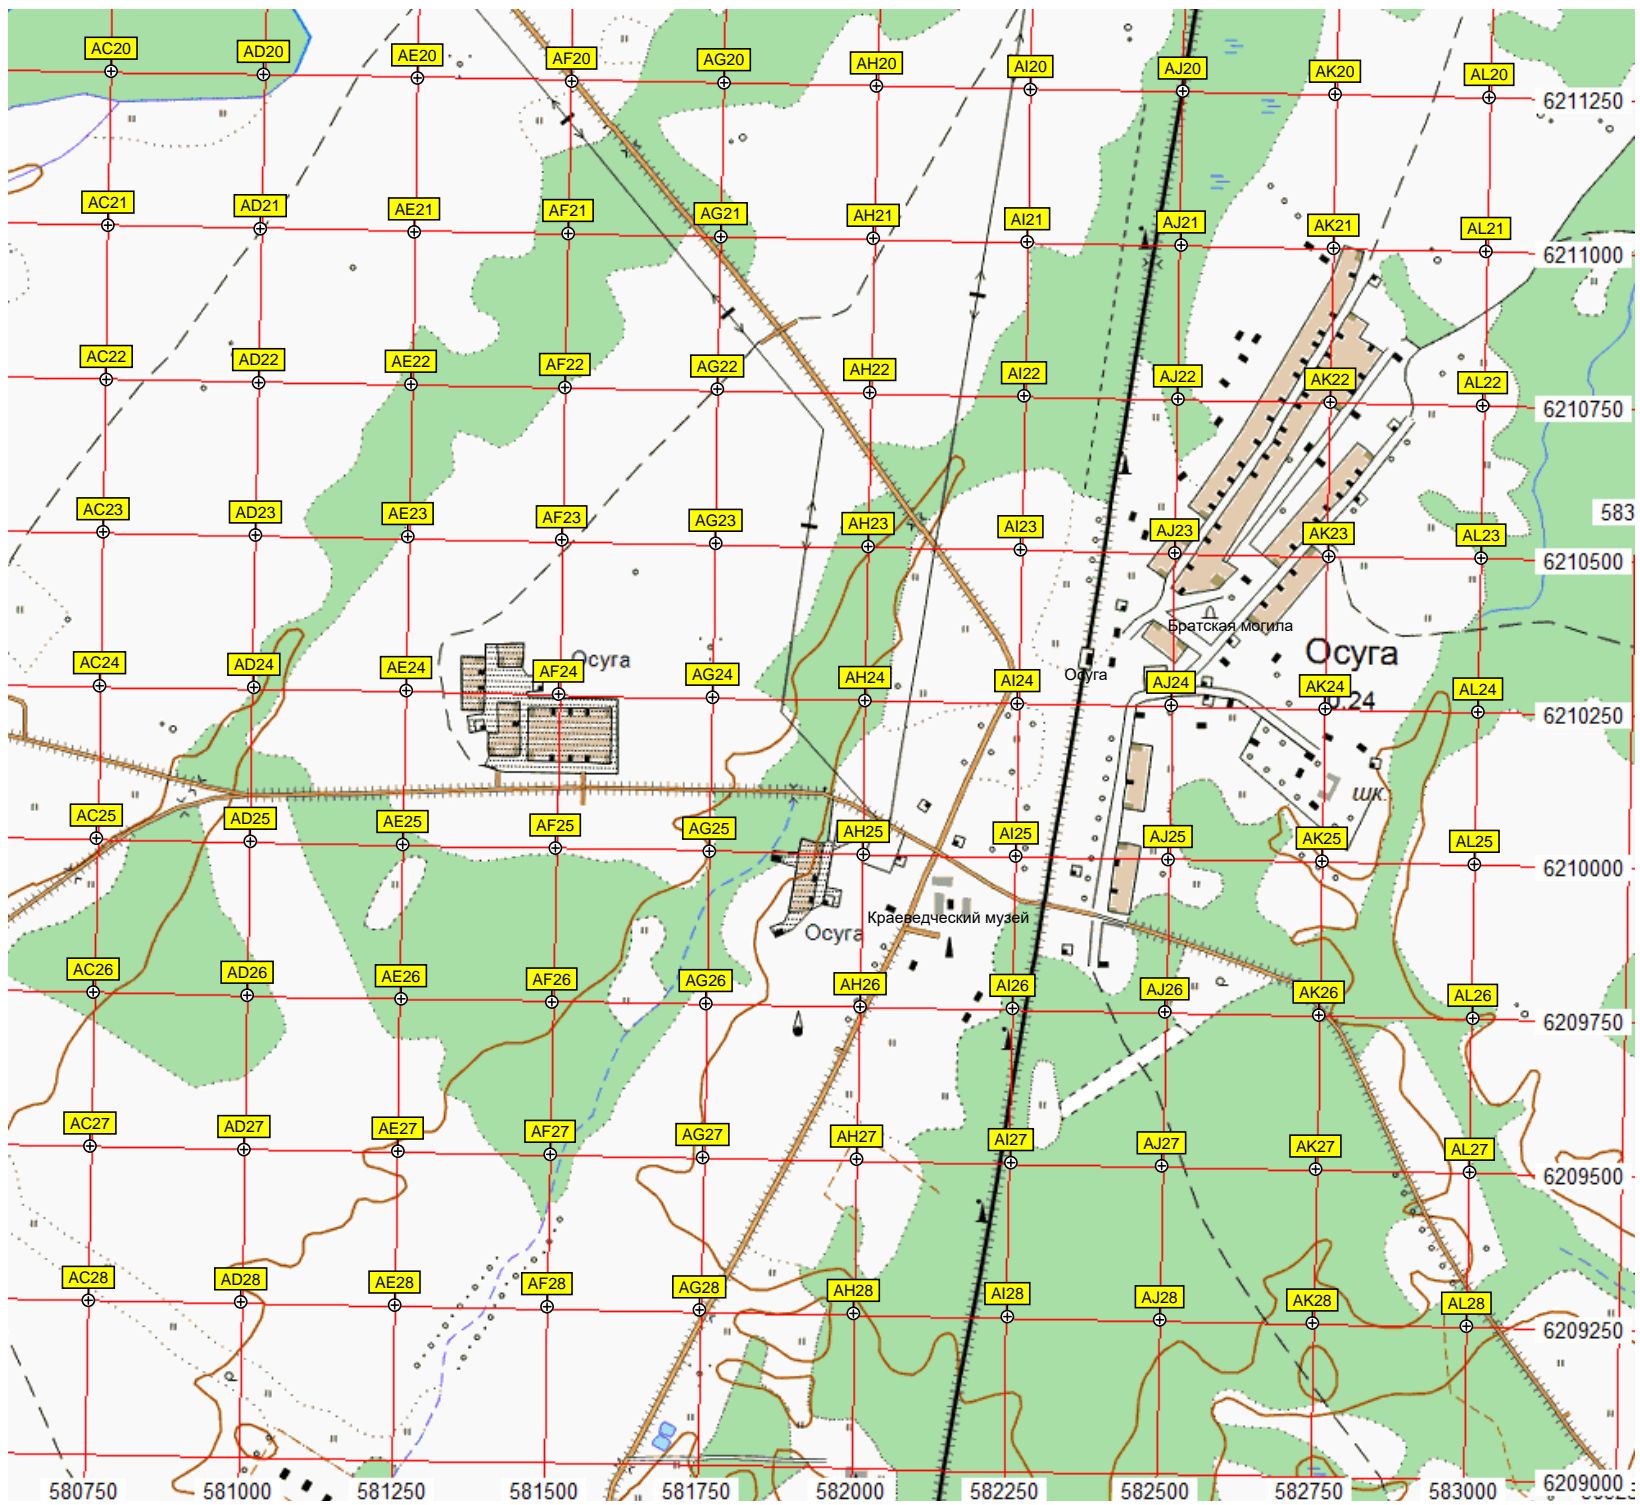 AC20 AD20 AE20 AF20 AG20 AH20 AI20 AJ20 AK20 AL20
6211250
AC21 AD21 AE21 AF21 AG21 AH21 AI21 AJ21 AK21 AL21
6211000
AC22 AD22 AE22 AF22 AG22 AH22 AI22 AJ22 AK22 AL22
6210750
AC23 AD23 AE23 AF23 AG23 AH23 AI23 AJ23 AK23 AL23
583
6210500
Братская могила
Осуга
Осуга
Осуга
AC24 AD24 AE24 AF24 AG24 AH24 AI24 AJ24 AK24 AL24
0.24
6210250
шк.
AC25 AD25 AE25 AF25 AG25 AH25 AI25 AJ25 AK25 AL25
6210000
Краеведческий музей
Осуга
AC26 AD26 AE26 AF26 AG26 AH26 AI26 AJ26 AK26 AL26
6209750
AC27 AD27 AE27 AF27 AG27 AH27 AI27 AJ27 AK27 AL27
6209500
AC28 AD28 AE28 AF28 AG28 AH28 AI28 AJ28 AK28 AL28
6209250
6209000
580750 581000 581250 581500 581750 582000 582250 582500 582750 583000